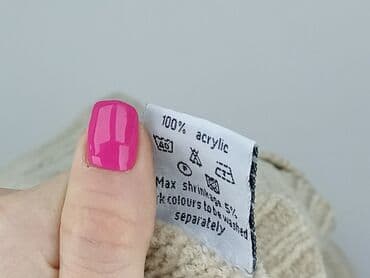 100% acrylic
40
P
Max shrinkage 5%
rk colours to be washed
separately